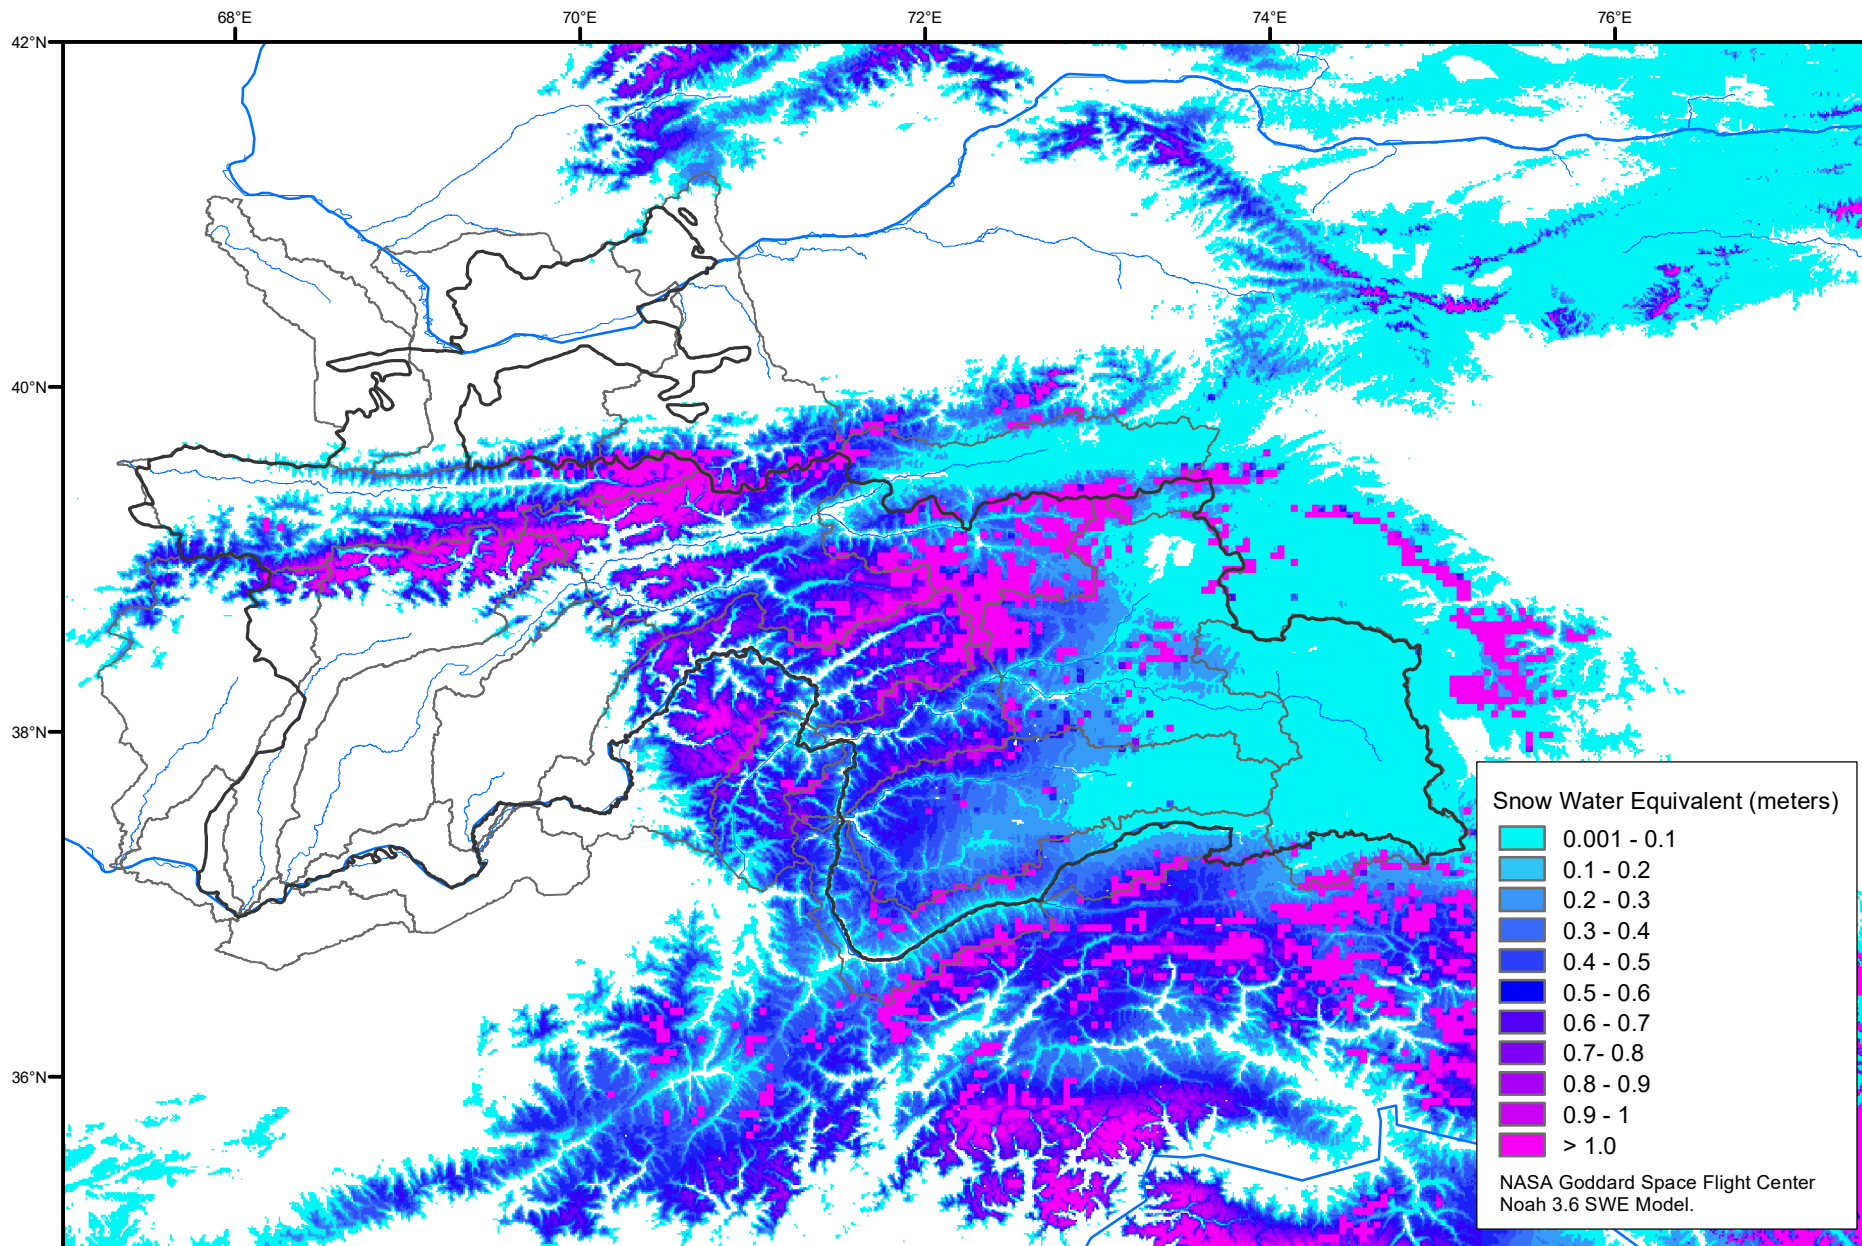 68°E 70°E 72°E 74°E 76°E
42°N
40°N
38°N
36°N
Snow Water Equivalent (meters)
0.001 - 0.1
0.1 - 0.2
0.2 - 0.3
0.3 - 0.4
0.4 - 0.5
0.5 - 0.6
0.6 - 0.7
0.7- 0.8
0.8 - 0.9
0.9 - 1
> 1.0
NASA Goddard Space Flight Center
Noah 3.6 SWE Model.